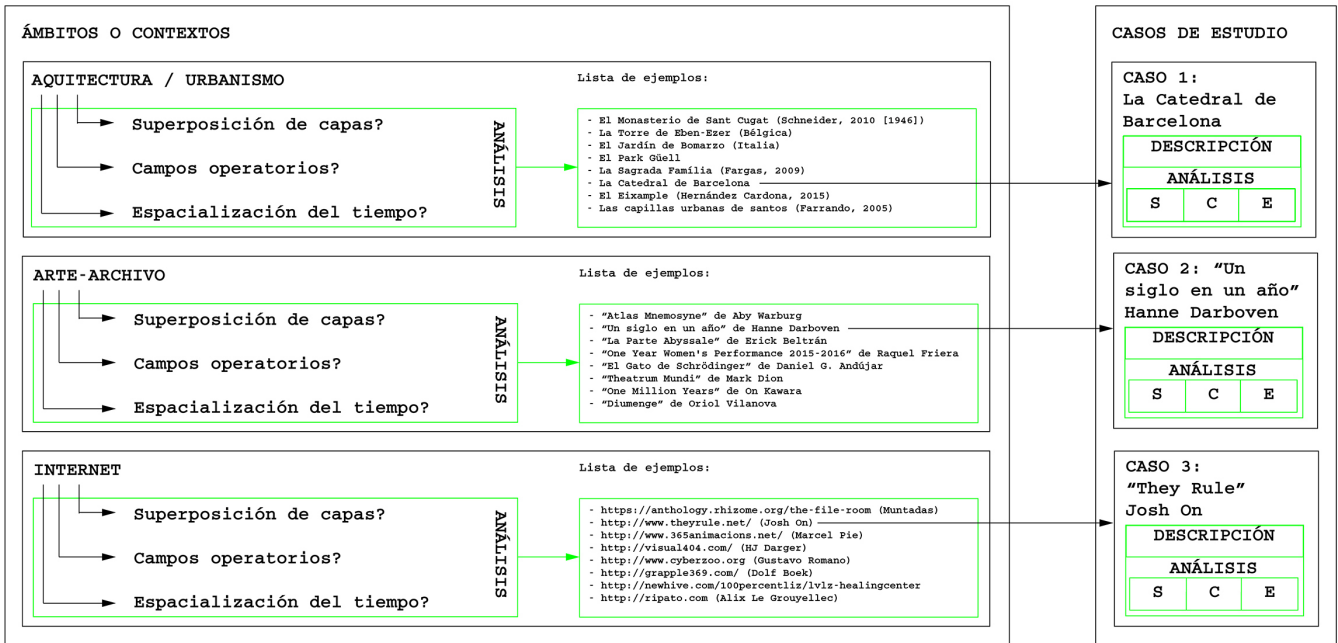 ÁMBITOS O CONTEXTOS
AQUITECTURA / URBANISMO
Superposición de capas?
Campos operatorios?
Espacialización del tiempo?
ANÁLISIS
Lista de ejemplos:
- El Monasterio de Sant Cugat (Schneider, 2010 [1946])
- La Torre de Eben-Ezer (Bélgica)
- El Jardín de Bomarzo (Italia)
- El Park Güell
- La Sagrada Família (Fargas, 2009)
- La Catedral de Barcelona
- El Eixample (Hernández Cardona, 2015)
- Las capillas urbanas de santos (Farrando, 2005)
ARTE-ARCHIVO
Superposición de capas?
Campos operatorios?
Espacialización del tiempo?
ANÁLISIS
Lista de ejemplos:
- “Atlas Mnemosyne” de Aby Warburg
- “Un siglo en un año” de Hanne Darboven
- “La Parte Abyssale” de Erick Beltrán
- “One Year Women's Performance 2015-2016” de Raquel Friera
- “El Gato de Schrödinger” de Daniel G. Andújar
- “Theatrum Mundi” de Mark Dion
- “One Million Years” de On Kawara
- “Diumenge” de Oriol Vilanova
INTERNET
Superposición de capas?
Campos operatorios?
Espacialización del tiempo?
ANÁLISIS
Lista de ejemplos:
- https://anthology.rhizome.org/the-file-room (Muntadas)
- http://www.theyrule.net/ (Josh On)
- http://www.365animacions.net/ (Marcel Pie)
- http://visual404.com/ (HJ Darger)
- http://www.cyberzoo.org (Gustavo Romano)
- http://grapple369.com/ (Dolf Boek)
- http://newhive.com/100percentliz/lvlz-healingcenter
- http://ripato.com (Alix Le Grouyellec)
CASOS DE ESTUDIO
CASO 1:
La Catedral de
Barcelona
DESCRIPCIÓN
ANÁLISIS
S C E
CASO 2: “Un
siglo en un año”
Hanne Darboven
DESCRIPCIÓN
ANÁLISIS
S C E
CASO 3:
“They Rule”
Josh On
DESCRIPCIÓN
ANÁLISIS
S C E